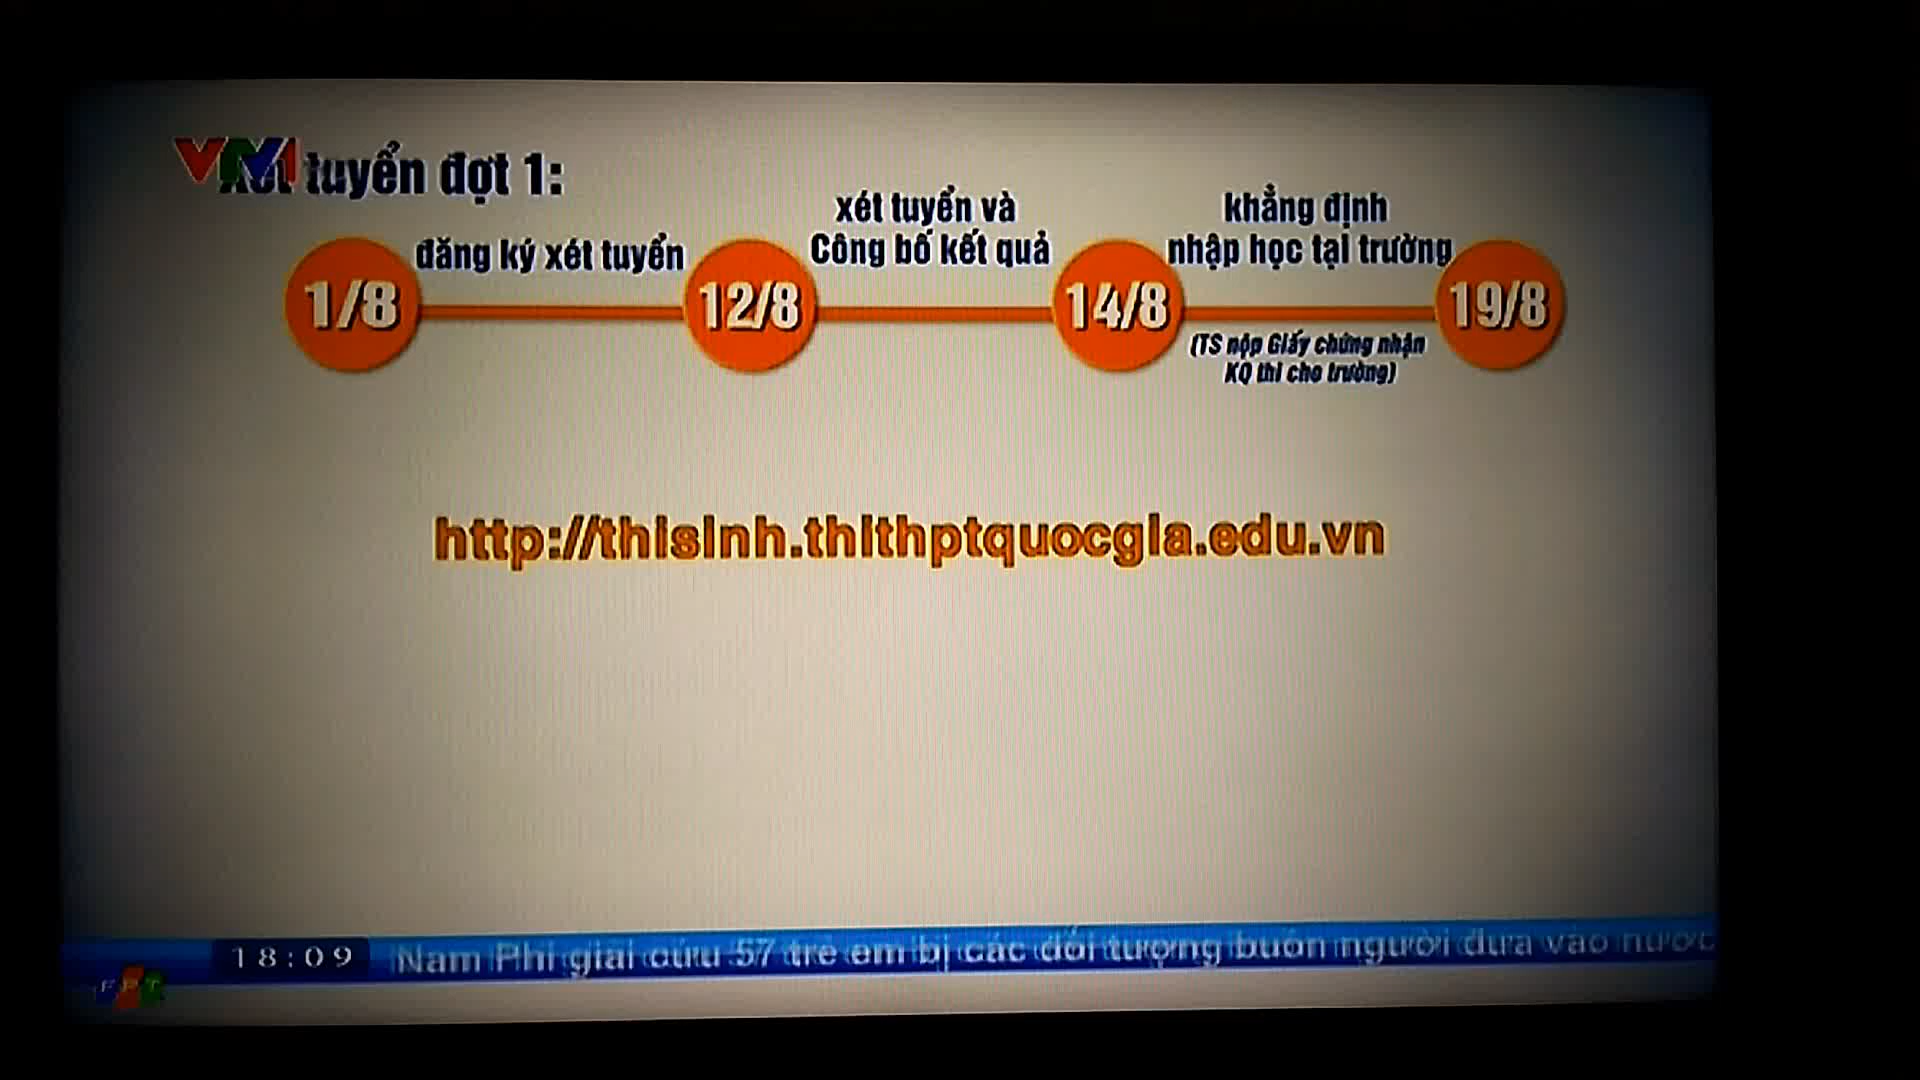 VTV1
Xét tuyển đợt 1:
đăng ký xét tuyển
xét tuyển và
Công bố kết quả
khẳng định
nhập học tại trường
1/8
12/8
14/8
19/8
(TS nộp Giấy chứng nhận
KQ thi cho trường)
http://thisinh.thithptquocgia.edu.vn
18:09 Nam Phi giải cứu 57 trẻ em bị các đối tượng buôn người đưa vào nước
FPT